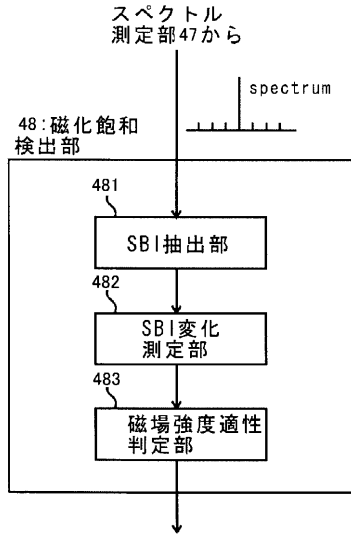 スペクトル
測定部47から
spectrum
48:磁化飽和
検出部
481
SBI抽出部
482
SBI変化
測定部
483
磁場強度適性
判定部